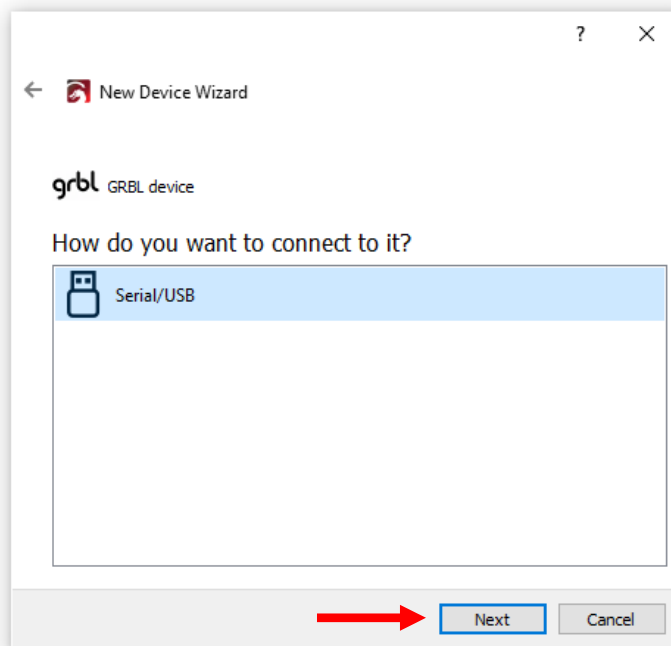 ?
New Device Wizard
grbl GRBL device
How do you want to connect to it?
Serial/USB
Next Cancel